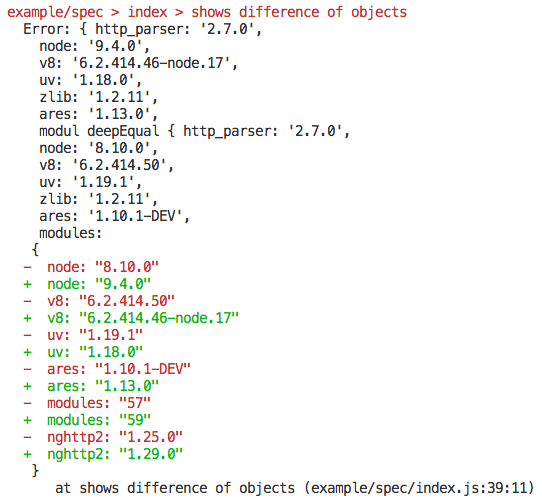 example/spec > index > shows difference of objects
Error: { http_parser: '2.7.0',
node: '9.4.0',
v8: '6.2.414.46-node.17',
uv: '1.18.0',
zlib: '1.2.11',
ares: '1.13.0',
modul deepEqual { http_parser: '2.7.0',
node: '8.10.0',
v8: '6.2.414.50',
uv: '1.19.1',
zlib: '1.2.11',
ares: '1.10.1-DEV',
modules:
{
- node: "8.10.0"
+ node: "9.4.0"
- v8: "6.2.414.50"
+ v8: "6.2.414.46-node.17"
- uv: "1.19.1"
+ uv: "1.18.0"
- ares: "1.10.1-DEV"
+ ares: "1.13.0"
- modules: "57"
+ modules: "59"
- nghttp2: "1.25.0"
+ nghttp2: "1.29.0"
}
at shows difference of objects (example/spec/index.js:39:11)